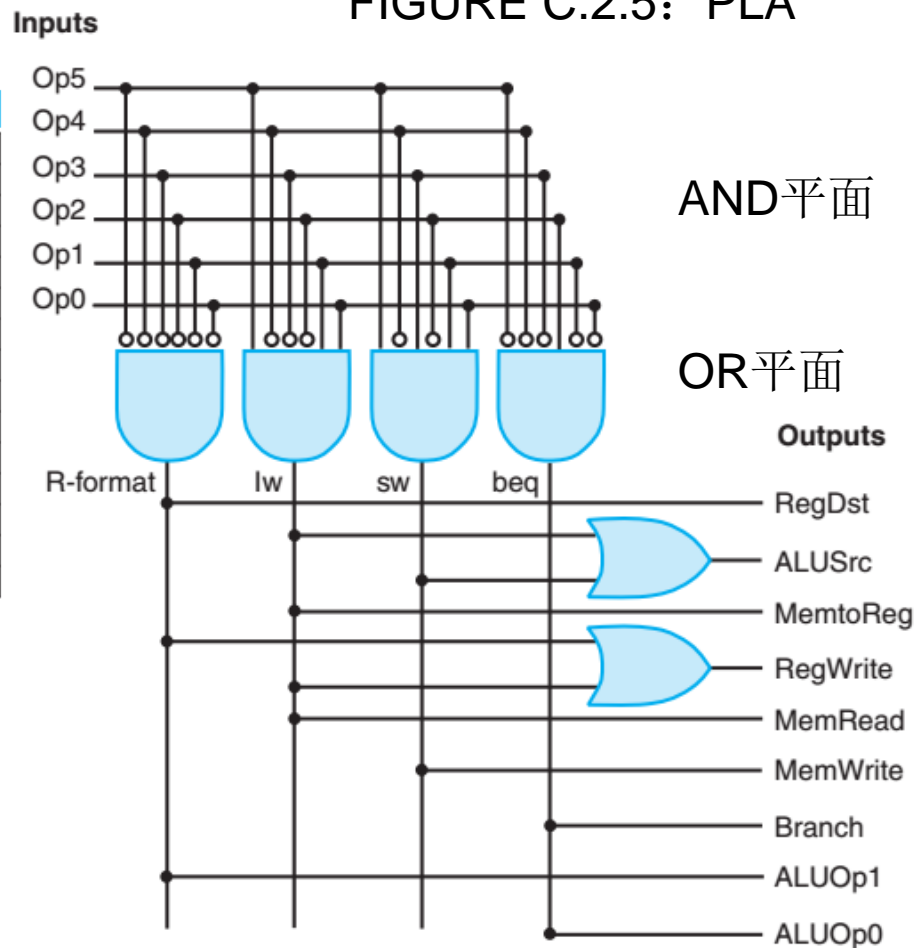 FIGURE C.2.5：PLA
Inputs
Op5
Op4
Op3
Op2
Op1
Op0
AND平面
OR平面
Outputs
R-format
lw
sw
beq
RegDst
ALUSrc
MemtoReg
RegWrite
MemRead
MemWrite
Branch
ALUOp1
ALUOp0